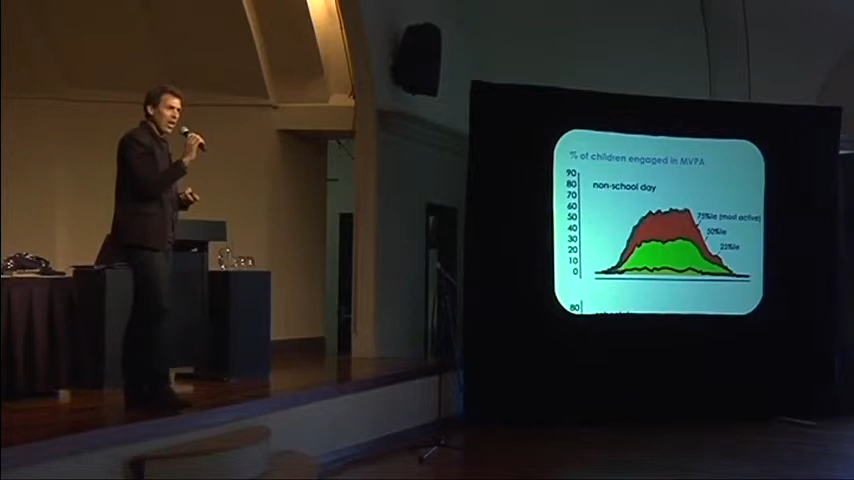 % of children engaged in MVPA
90
80
70
60
50
40
30
20
10
0
non-school day
75%ile (most active)
50%ile
25%ile
80